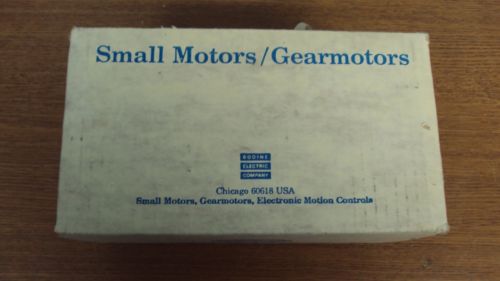 Small Motors/Gearmotors
BODINE
ELECTRIC
COMPANY
Chicago 60618 USA
Small Motors, Gearmotors, Electronic Motion Controls